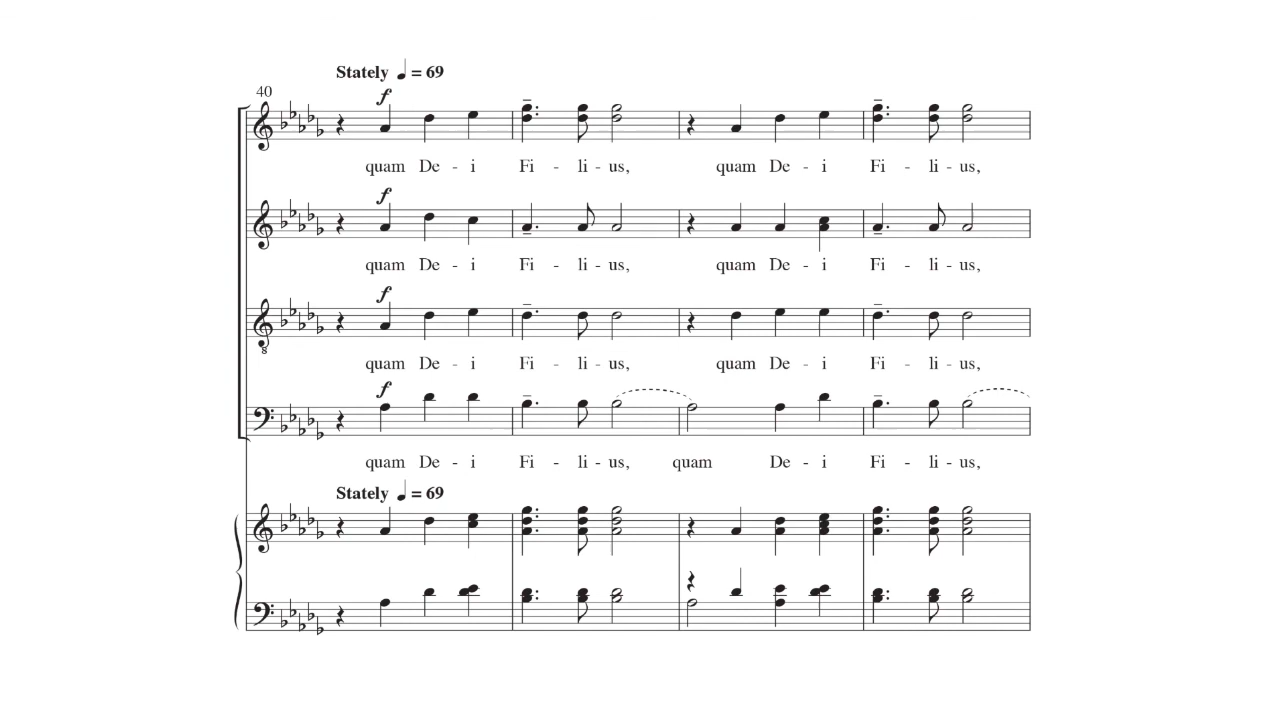 Stately ♩ = 69
40
f
quam De - i Fi - li - us, quam De - i Fi - li - us,
f
quam De - i Fi - li - us, quam De - i Fi - li - us,
f
8
quam De - i Fi - li - us, quam De - i Fi - li - us,
f
quam De - i Fi - li - us, quam De - i Fi - li - us,
Stately ♩ = 69